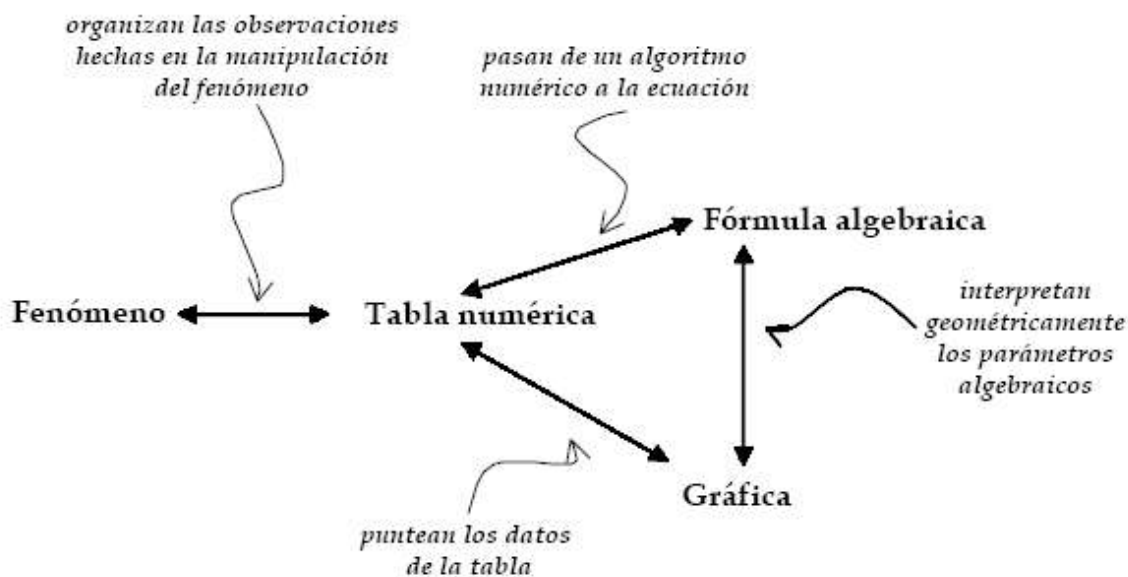 organizan las observaciones
hechas en la manipulación
del fenómeno
pasan de un algoritmo
numérico a la ecuación
Fórmula algebraica
Fenómeno
Tabla numérica
interpretan
geométricamente
los parámetros
algebraicos
Gráfica
puntean los datos
de la tabla